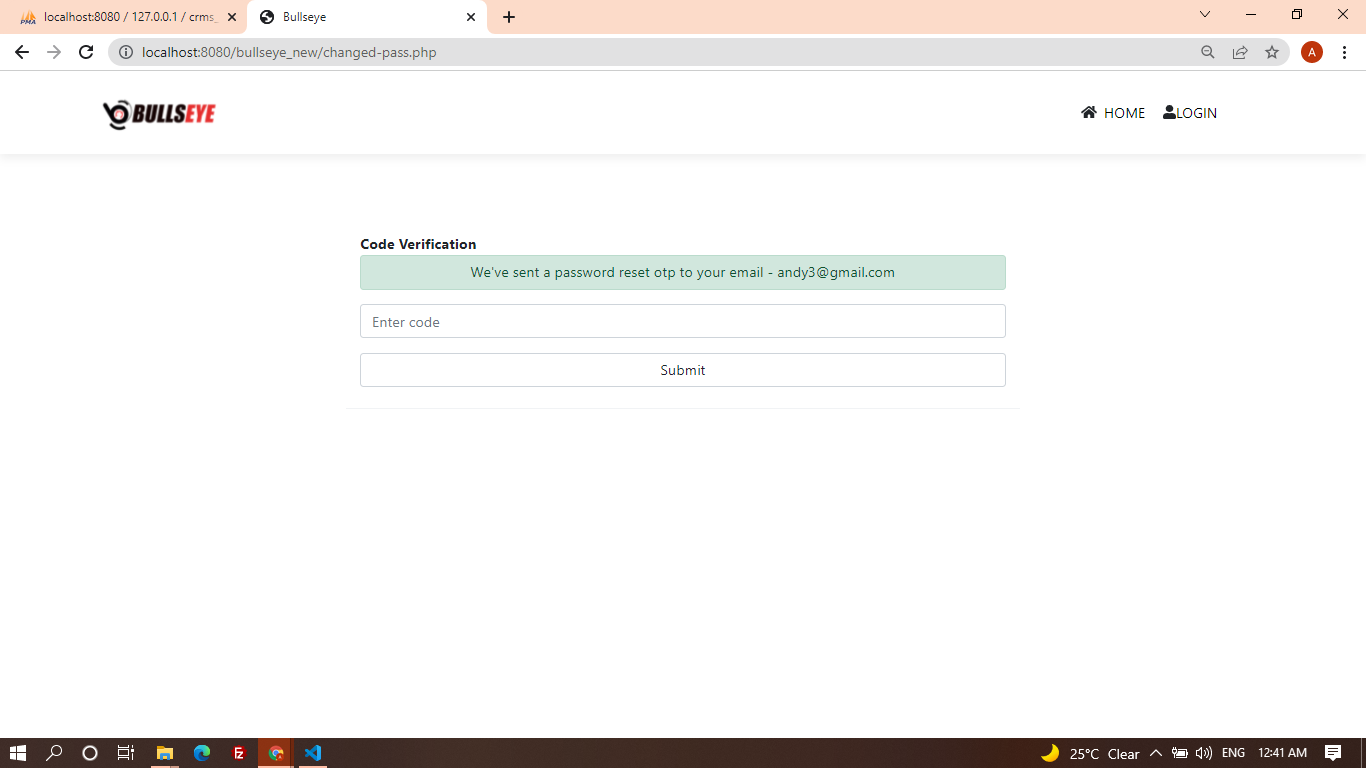 localhost:8080 / 127.0.0.1 / crms_
Bullseye
localhost:8080/bullseye_new/changed-pass.php
A
BULLSEYE
HOME
LOGIN
Code Verification
We've sent a password reset otp to your email - andy3@gmail.com
Enter code
Submit
25°C Clear
ENG
12:41 AM